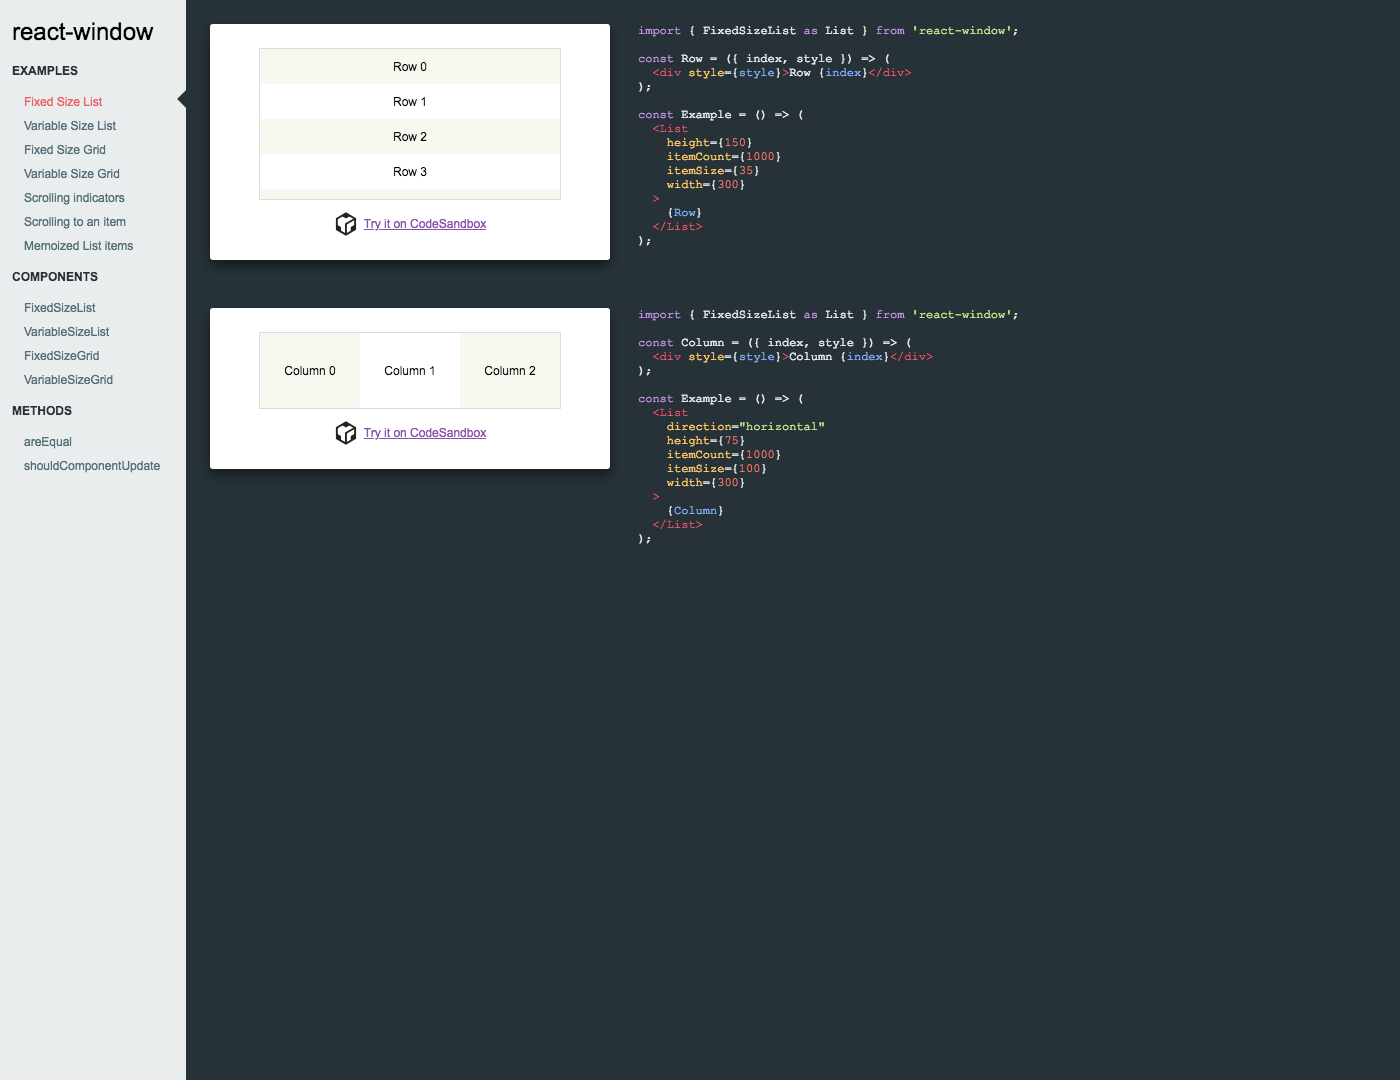 react-window
EXAMPLES
Fixed Size List
Variable Size List
Fixed Size Grid
Variable Size Grid
Scrolling indicators
Scrolling to an item
Memoized List items
COMPONENTS
FixedSizeList
VariableSizeList
FixedSizeGrid
VariableSizeGrid
METHODS
areEqual
shouldComponentUpdate
Row 0
Row 1
Row 2
Row 3
Try it on CodeSandbox
import { FixedSizeList as List } from 'react-window';
const Row = ({ index, style }) => (
  <div style={style}>Row {index}</div>
);
const Example = () => (
  <List
    height={150}
    itemCount={1000}
    itemSize={35}
    width={300}
  >
    {Row}
  </List>
);
Column 0 Column 1 Column 2
Try it on CodeSandbox
import { FixedSizeList as List } from 'react-window';
const Column = ({ index, style }) => (
  <div style={style}>Column {index}</div>
);
const Example = () => (
  <List
    direction="horizontal"
    height={75}
    itemCount={1000}
    itemSize={100}
    width={300}
  >
    {Column}
  </List>
);